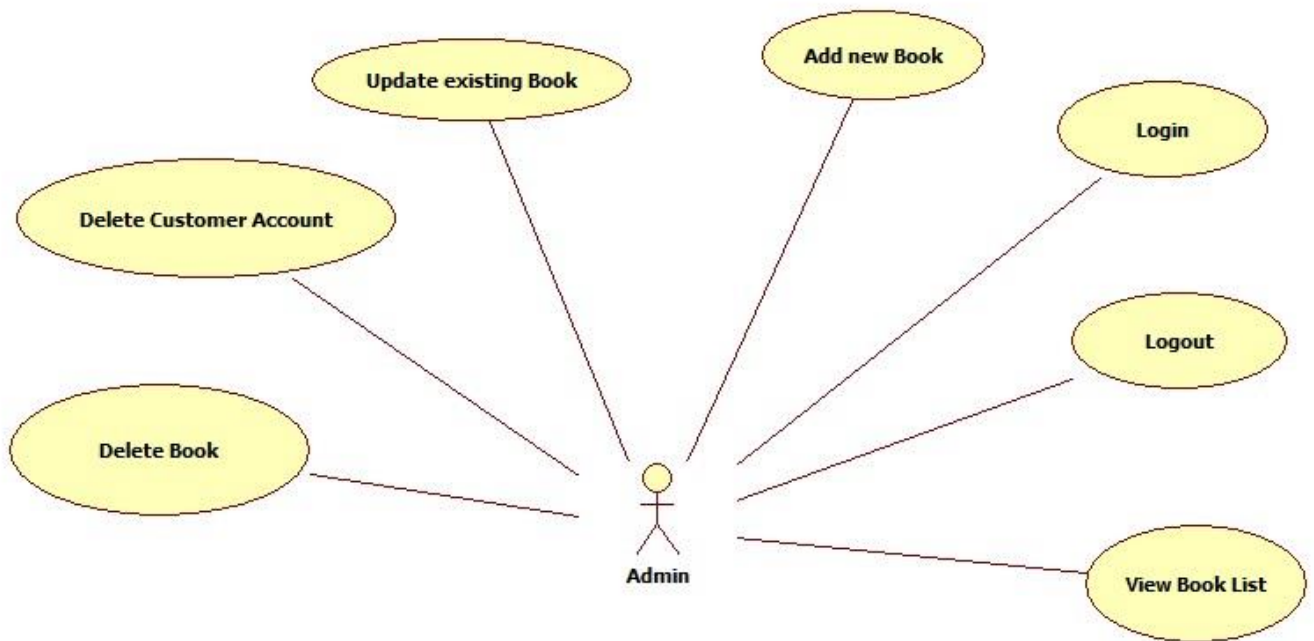 Add new Book
Update existing Book
Login
Delete Customer Account
Logout
Delete Book
Admin
View Book List